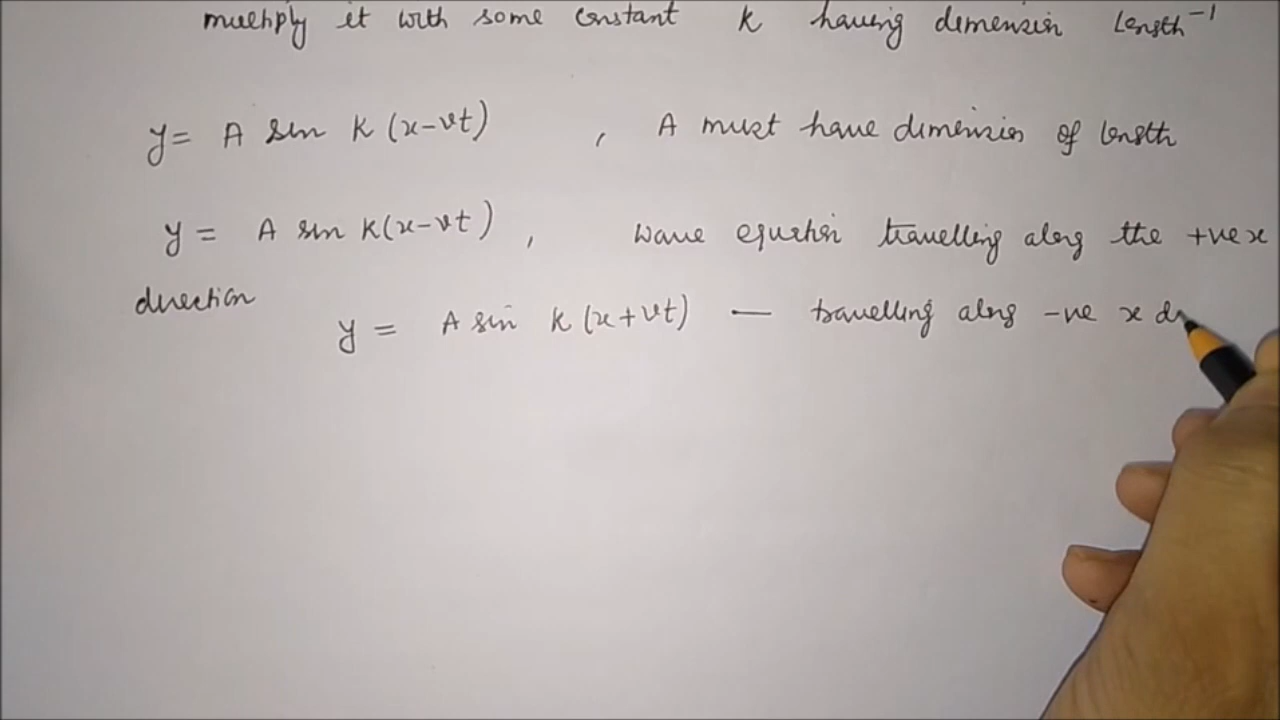 multiply it with some constant K having dimension Length⁻¹
y = A sin K (x-vt) , A must have dimension of length
y = A sin K(x-vt) , wave equation travelling along the +ve x
direction
y = A sin K (x+vt) — travelling along -ve x di